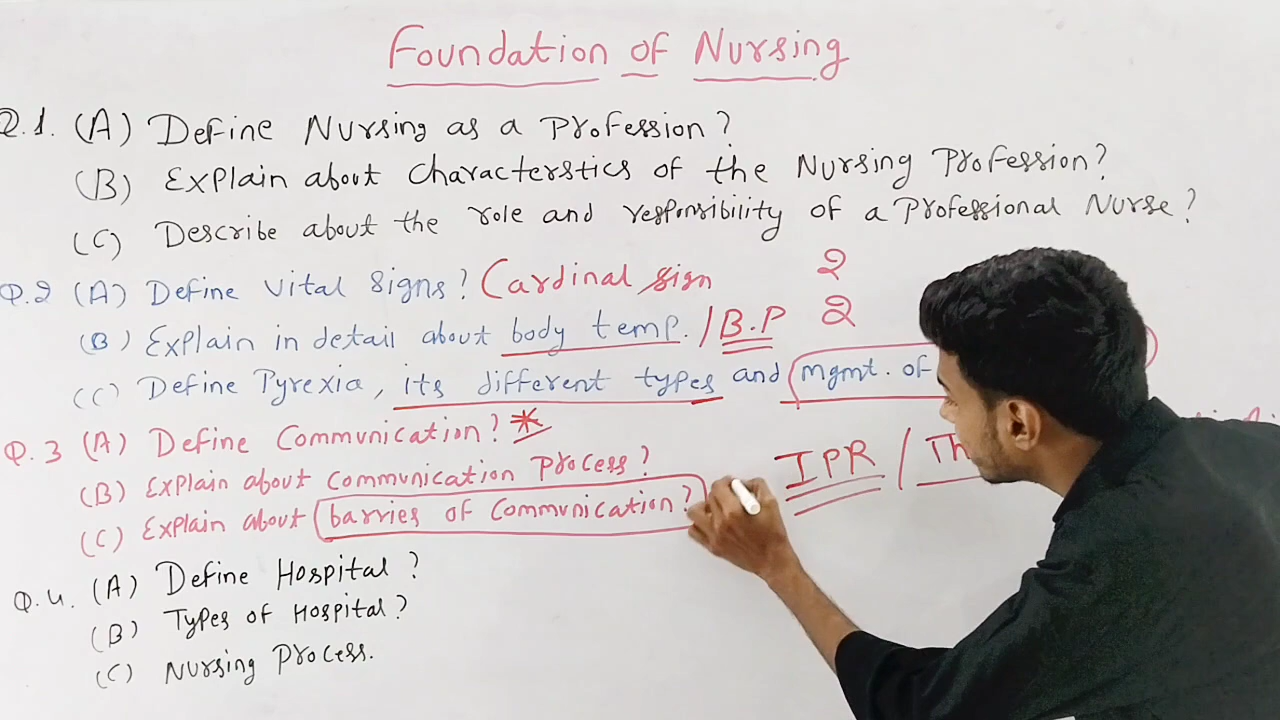 Foundation of Nursing
Q.1. (A) Define Nursing as a Profession?
(B) Explain about characterstics of the Nursing Profession?
(C) Describe about the role and responsibility of a Professional Nurse?
Q.2 (A) Define Vital Signs? Cardinal sign 2
(B) Explain in detail about body temp. / B.P 2
(C) Define Pyrexia, its different types and mgmt. of
Q.3 (A) Define Communication? *
(B) Explain about Communication Process? IPR /
(C) Explain about barries of Communication?
Q.4. (A) Define Hospital?
(B) Types of Hospital?
(C) Nursing Process.